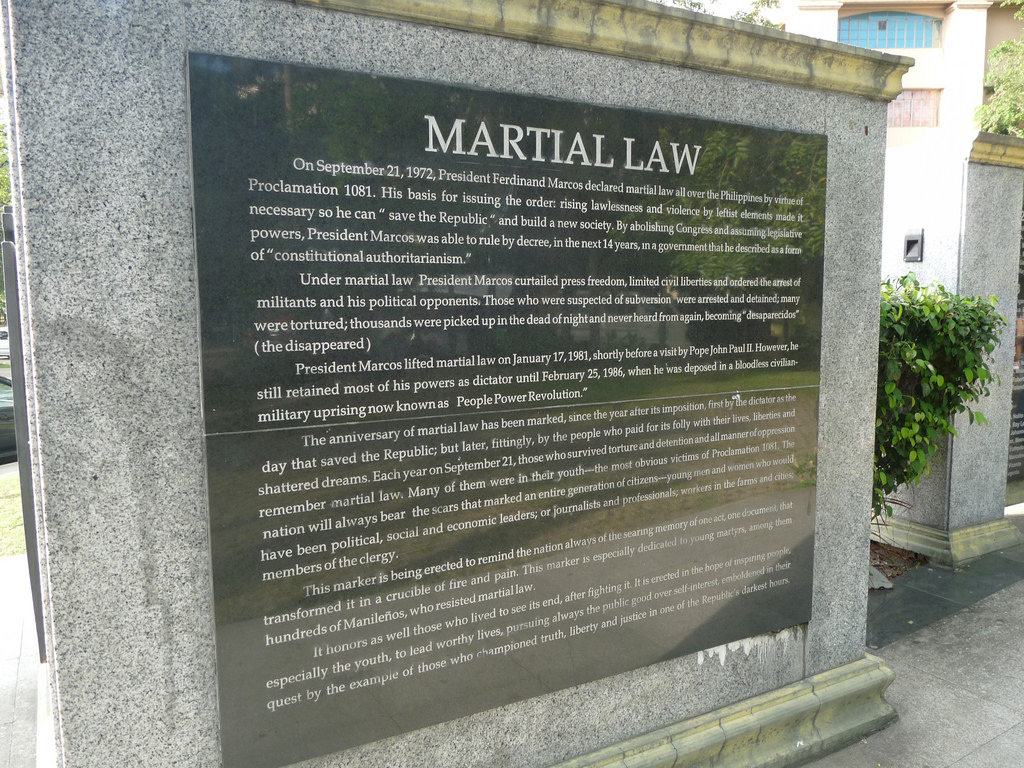 MARTIAL LAW
On September 21, 1972, President Ferdinand Marcos declared martial law all over the Philippines by virtue of
Proclamation 1081. His basis for issuing the order: rising lawlessness and violence by leftist elements made it
necessary so he can “ save the Republic “ and build a new society. By abolishing Congress and assuming legislative
powers, President Marcos was able to rule by decree, in the next 14 years, in a government that he described as a form
of “constitutional authoritarianism.”
Under martial law President Marcos curtailed press freedom, limited civil liberties and ordered the arrest of
militants and his political opponents. Those who were suspected of subversion were arrested and detained; many
were tortured; thousands were picked up in the dead of night and never heard from again, becoming “desaparecidos”
( the disappeared )
President Marcos lifted martial law on January 17, 1981, shortly before a visit by Pope John Paul II. However, he
still retained most of his powers as dictator until February 25, 1986, when he was deposed in a bloodless civilian-
military uprising now known as People Power Revolution.”
The anniversary of martial law has been marked, since the year after its imposition, first by the dictator as the
day that saved the Republic; but later, fittingly, by the people who paid for its folly with their lives, liberties and
shattered dreams. Each year on September 21, those who survived torture and detention and all manner of oppression
remember martial law. Many of them were in their youth—the most obvious victims of Proclamation 1081. The
nation will always bear the scars that marked an entire generation of citizens—young men and women who would
have been political, social and economic leaders; or journalists and professionals; workers in the farms and cities;
members of the clergy.
This marker is being erected to remind the nation always of the searing memory of one act, one document, that
transformed it in a crucible of fire and pain. This marker is especially dedicated to young martyrs, among them
hundreds of Manileños, who resisted martial law.
It honors as well those who lived to see its end, after fighting it. It is erected in the hope of inspiring people,
especially the youth, to lead worthy lives, pursuing always the public good over self-interest, emboldened in their
quest by the example of those who championed truth, liberty and justice in one of the Republic's darkest hours.